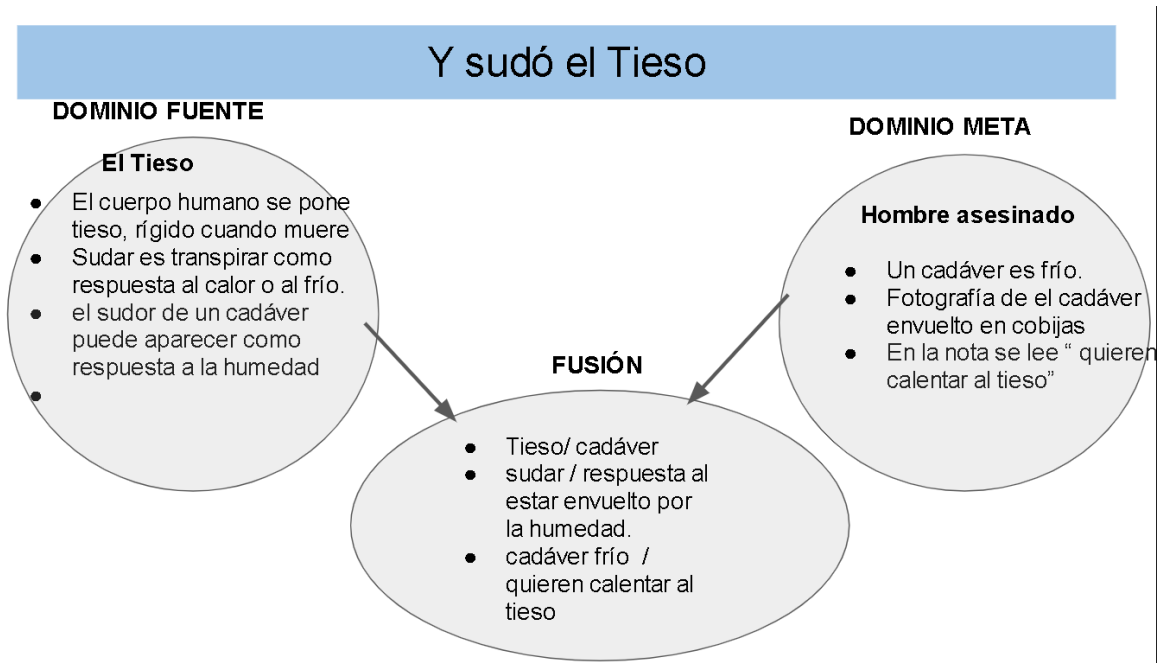 Y sudó el Tieso
DOMINIO FUENTE
El Tieso
● El cuerpo humano se pone
tieso, rígido cuando muere
● Sudar es transpirar como
respuesta al calor o al frío.
● el sudor de un cadáver
puede aparecer como
respuesta a la humedad
●
DOMINIO META
Hombre asesinado
● Un cadáver es frío.
● Fotografía de el cadáver
envuelto en cobijas
● En la nota se lee “ quieren
calentar al tieso”
FUSIÓN
● Tieso/ cadáver
● sudar / respuesta al
estar envuelto por
la humedad.
● cadáver frío /
quieren calentar al
tieso